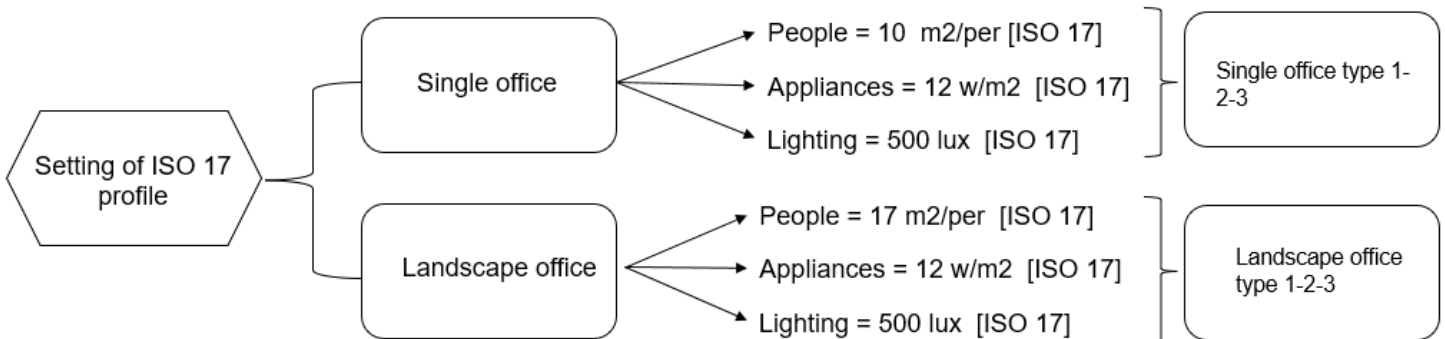 Setting of ISO 17
profile
Single office
People = 10 m2/per [ISO 17]
Appliances = 12 w/m2 [ISO 17]
Lighting = 500 lux [ISO 17]
Single office type 1-
2-3
Landscape office
People = 17 m2/per [ISO 17]
Appliances = 12 w/m2 [ISO 17]
Lighting = 500 lux [ISO 17]
Landscape office
type 1-2-3